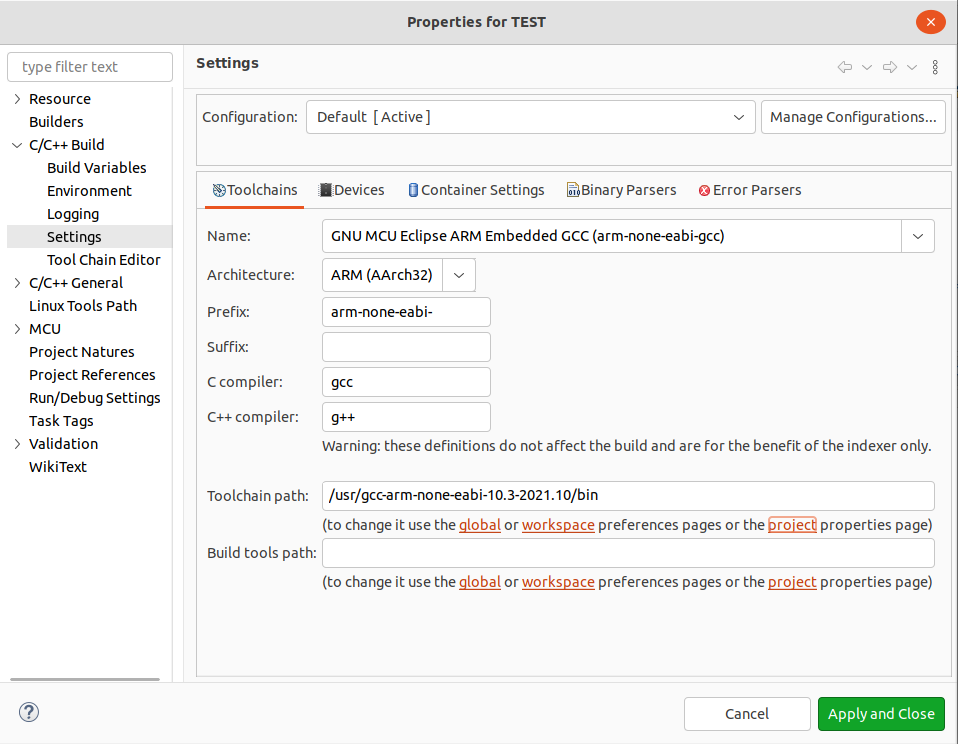 Properties for TEST
type filter text
Resource
Builders
C/C++ Build
Build Variables
Environment
Logging
Settings
Tool Chain Editor
C/C++ General
Linux Tools Path
MCU
Project Natures
Project References
Run/Debug Settings
Task Tags
Validation
WikiText
Settings
Configuration: Default [ Active ] Manage Configurations...
Toolchains Devices Container Settings Binary Parsers Error Parsers
Name: GNU MCU Eclipse ARM Embedded GCC (arm-none-eabi-gcc)
Architecture: ARM (AArch32)
Prefix: arm-none-eabi-
Suffix:
C compiler: gcc
C++ compiler: g++
Warning: these definitions do not affect the build and are for the benefit of the indexer only.
Toolchain path: /usr/gcc-arm-none-eabi-10.3-2021.10/bin
(to change it use the global or workspace preferences pages or the project properties page)
Build tools path:
(to change it use the global or workspace preferences pages or the project properties page)
? Cancel Apply and Close